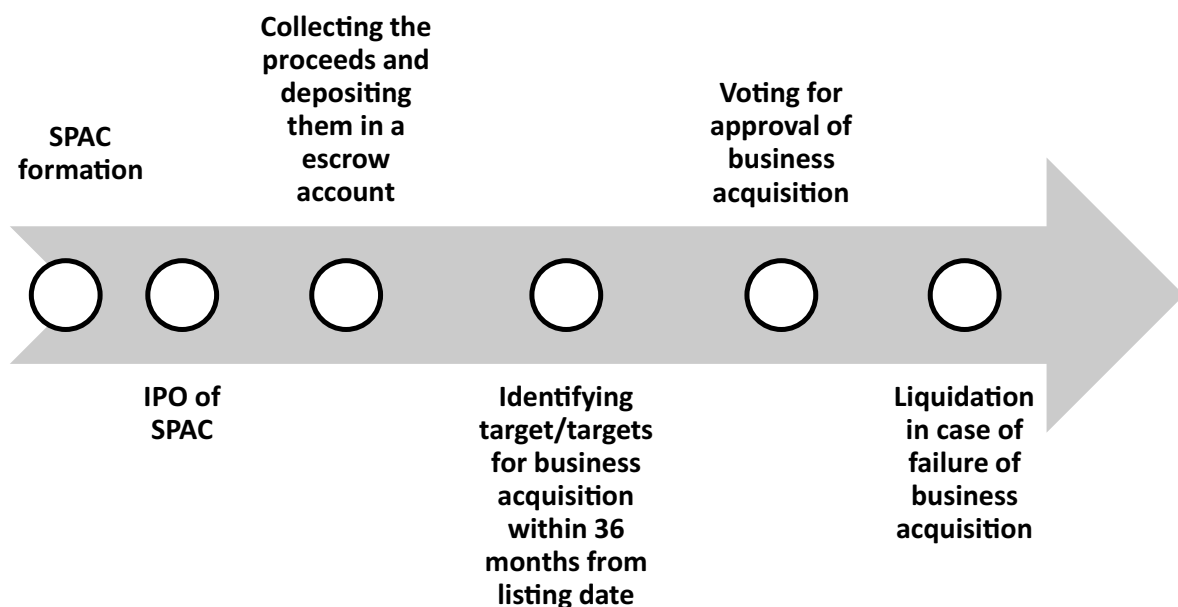 SPAC
formation
IPO of
SPAC
Collecting the
proceeds and
depositing
them in a
escrow
account
Identifying
target/targets
for business
acquisition
within 36
months from
listing date
Voting for
approval of
business
acquisition
Liquidation
in case of
failure of
business
acquisition